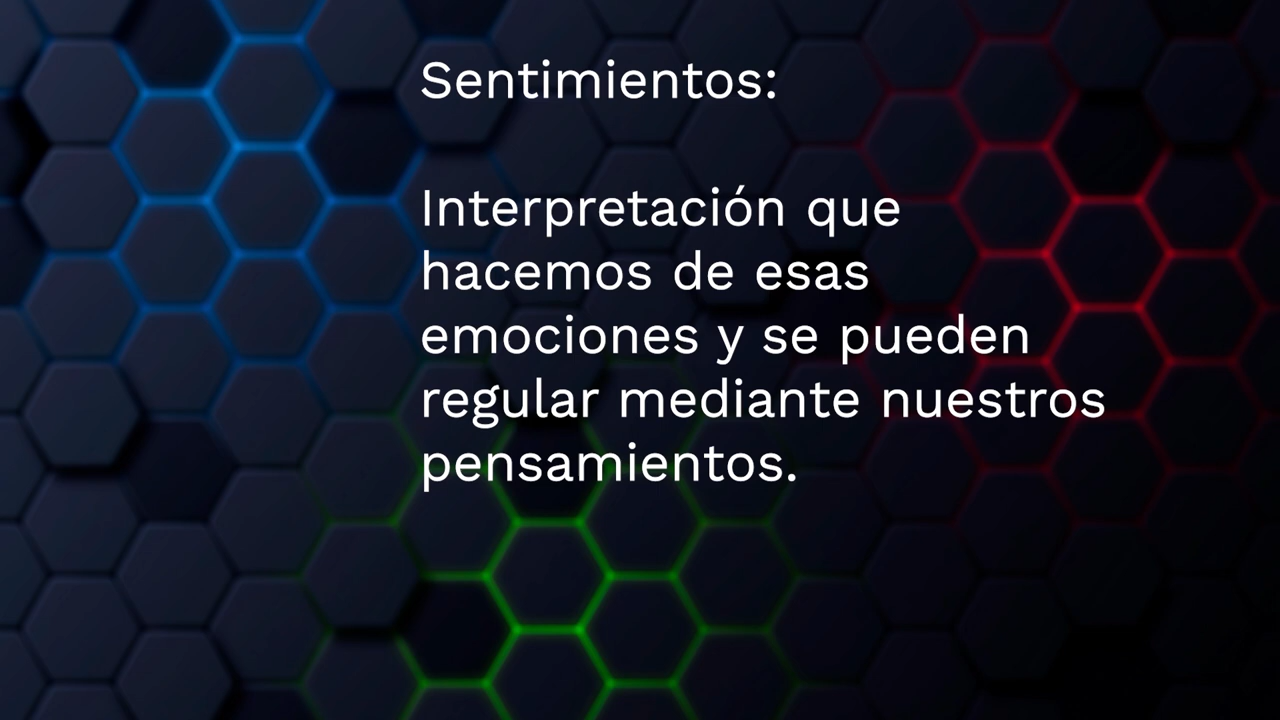 Sentimientos:
Interpretación que
hacemos de esas
emociones y se pueden
regular mediante nuestros
pensamientos.